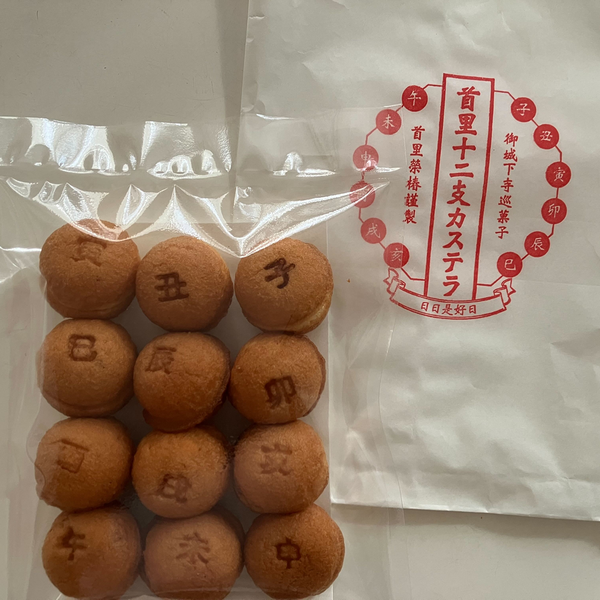 首里十二支カステラ
御城下寺巡菓子
首里榮椿謹製
子
丑
寅
卯
辰
巳
午
未
戌
亥
日日是好日
寅 丑 子
巳 辰 卯
酉 戌 亥
午 未 申